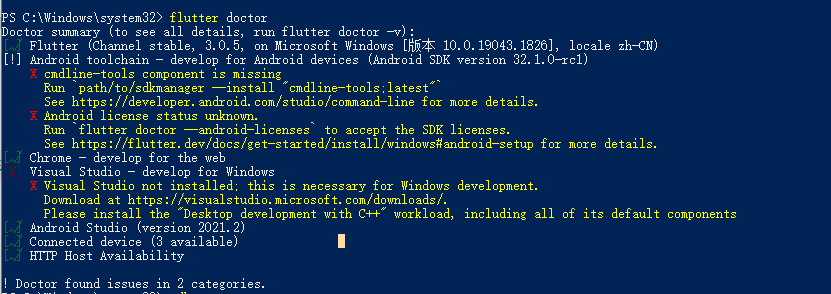 PS C:\Windows\system32> flutter doctor
Doctor summary (to see all details, run flutter doctor -v):
[√] Flutter (Channel stable, 3.0.5, on Microsoft Windows [版本 10.0.19043.1826], locale zh-CN)
[!] Android toolchain - develop for Android devices (Android SDK version 32.1.0-rc1)
X cmdline-tools component is missing
Run `path/to/sdkmanager --install "cmdline-tools;latest"`
See https://developer.android.com/studio/command-line for more details.
X Android license status unknown.
Run `flutter doctor --android-licenses` to accept the SDK licenses.
See https://flutter.dev/docs/get-started/install/windows#android-setup for more details.
[√] Chrome - develop for the web
[X] Visual Studio - develop for Windows
X Visual Studio not installed; this is necessary for Windows development.
Download at https://visualstudio.microsoft.com/downloads/.
Please install the "Desktop development with C++" workload, including all of its default components
[√] Android Studio (version 2021.2)
[√] Connected device (3 available)
[√] HTTP Host Availability
! Doctor found issues in 2 categories.